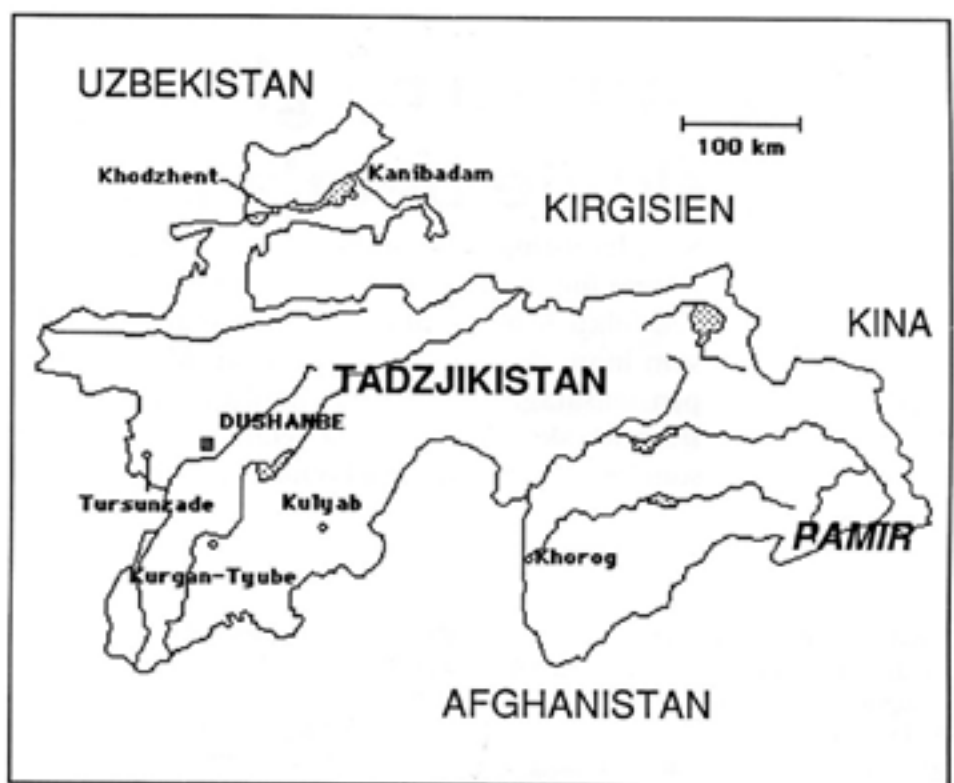 UZBEKISTAN
100 km
Khodzhent
Kanibadam
KIRGISIEN
KINA
TADZJIKISTAN
DUSHANBE
Tursunzade
Kulyab
PAMIR
Khorog
Kurgan-Tyube
AFGHANISTAN